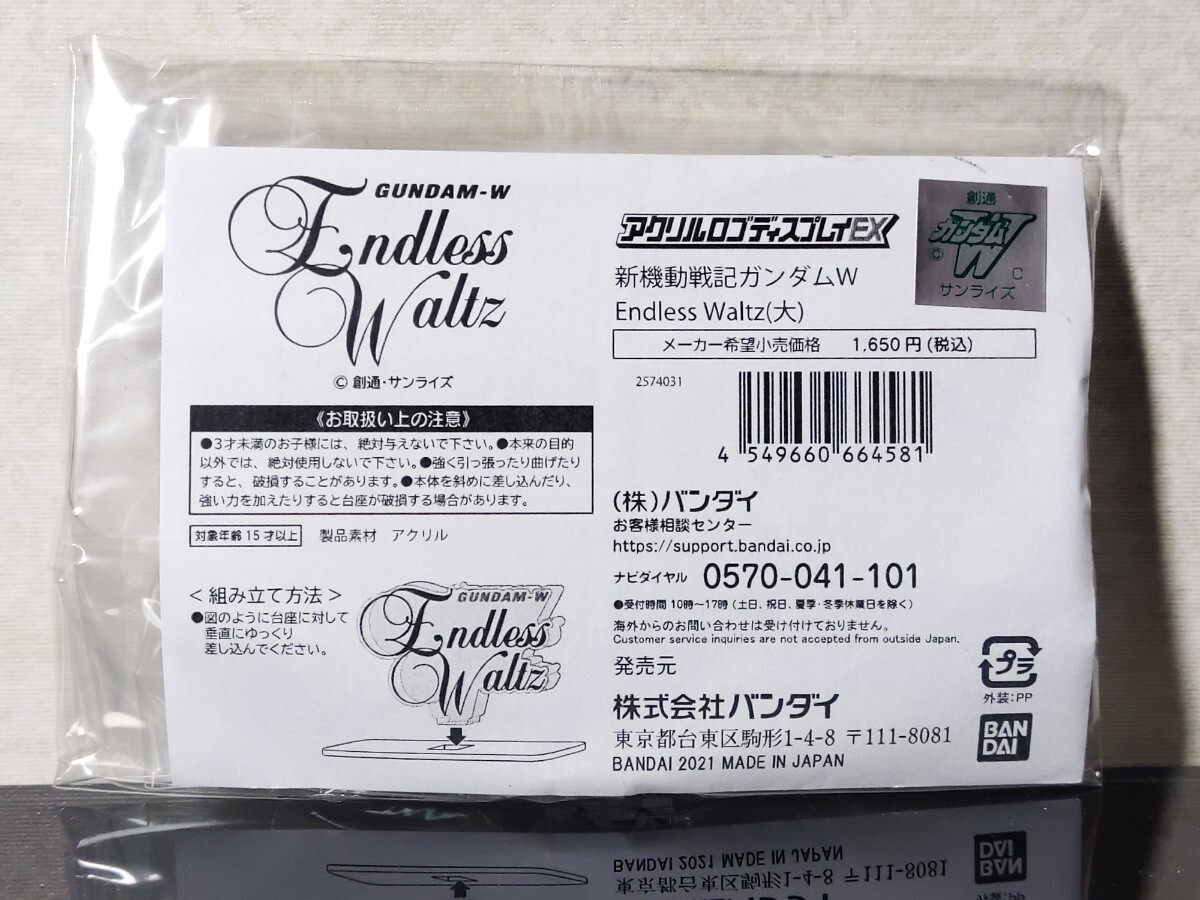 GUNDAM-W
Endless
Waltz
© 創通・サンライズ
《お取扱い上の注意》
●3才未満のお子様には、絶対与えないで下さい。●本来の目的
以外では、絶対使用しないで下さい。●強く引っ張ったり曲げたり
すると、破損することがあります。●本体を斜めに差し込んだり、
強い力を加えたりすると台座が破損する場合があります。
対象年齢15才以上 製品素材 アクリル
＜組み立て方法＞
●図のように台座に対して
垂直にゆっくり
差し込んでください。
GUNDAM-W
Endless
Waltz
アクリルロゴディスプレイEX
新機動戦記ガンダムW
Endless Waltz(大)
創通
ガンダムW
© C
サンライズ
メーカー希望小売価格 1,650円(税込)
2574031
4 549660 664581
(株)バンダイ
お客様相談センター
https://support.bandai.co.jp
ナビダイヤル 0570-041-101
●受付時間 10時～17時 (土日、祝日、夏季・冬季休業日を除く)
海外からのお問い合わせは受け付けておりません。
Customer service inquiries are not accepted from outside Japan.
発売元
株式会社バンダイ
東京都台東区駒形1-4-8 〒111-8081
BANDAI 2021 MADE IN JAPAN
プラ
外装:PP
BAN
DAI